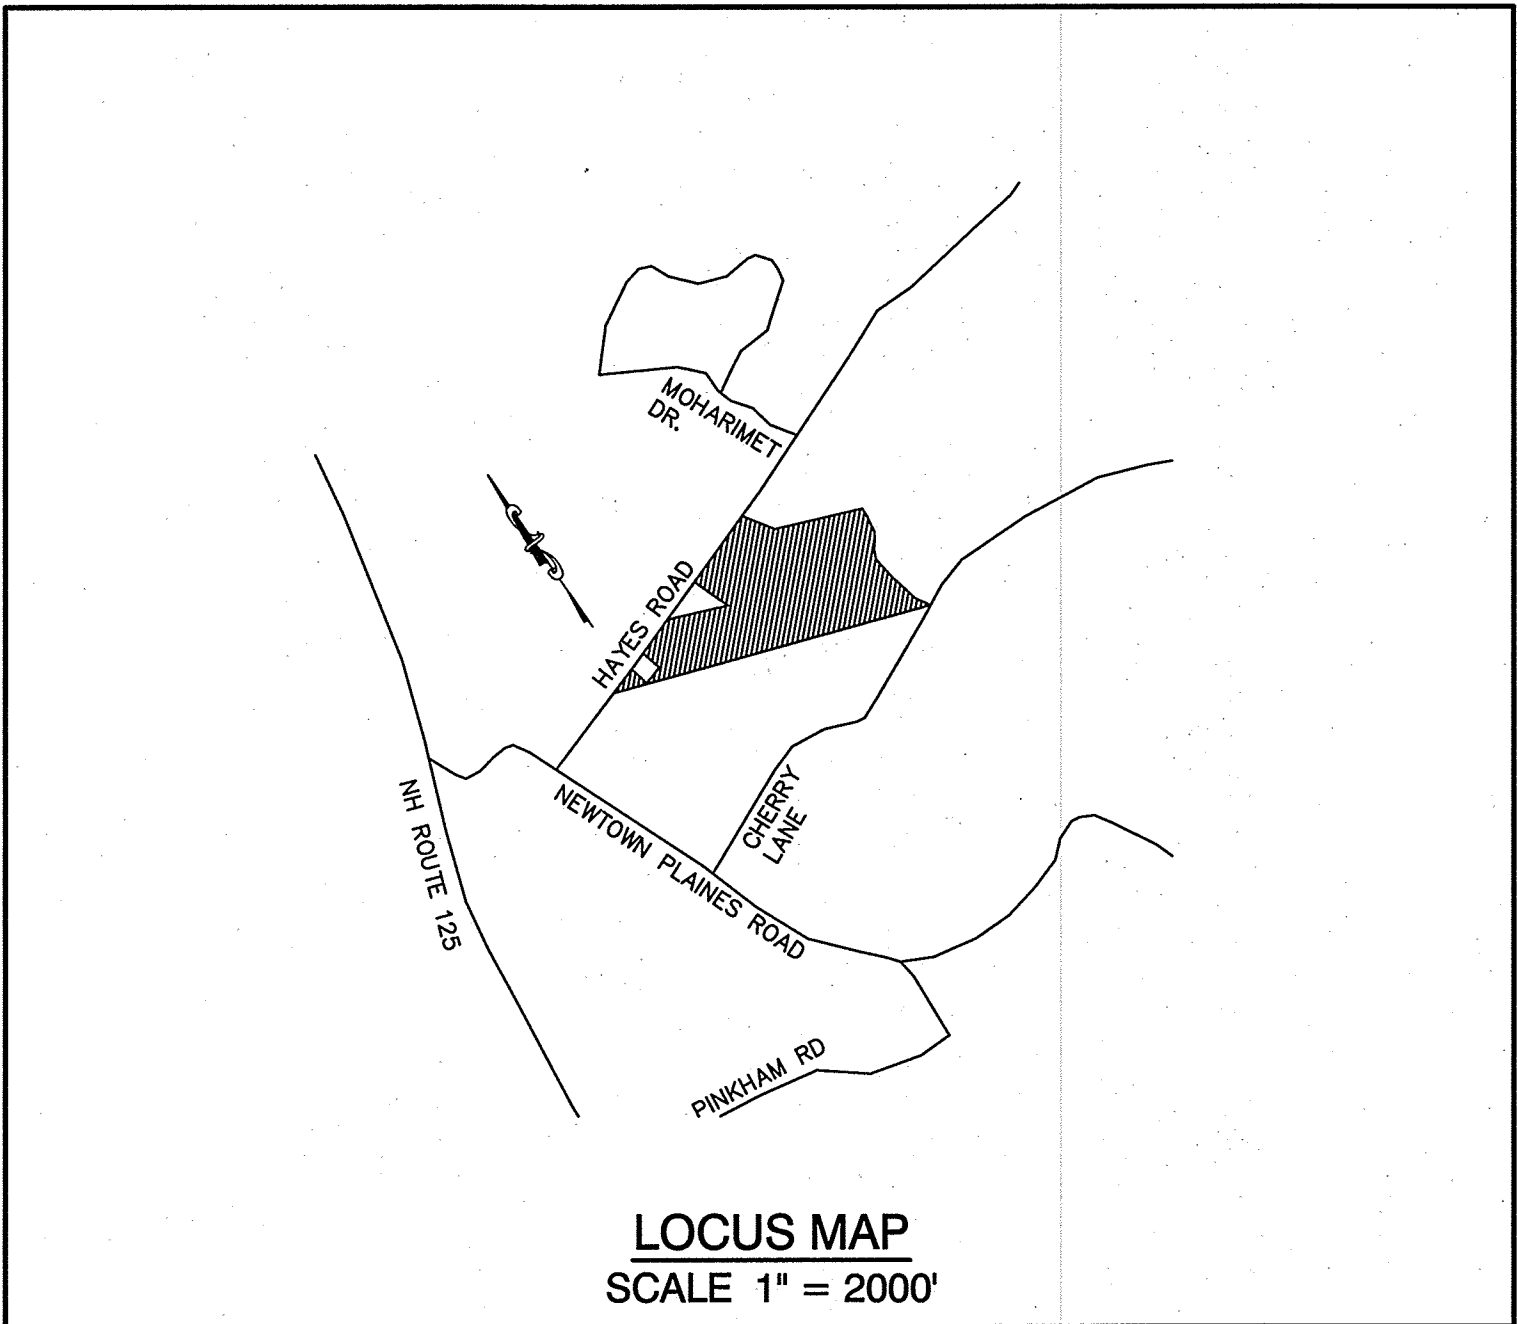 MOHARIMET
DR.
HAYES ROAD
NH ROUTE 125
NEWTOWN PLAINES ROAD
CHERRY
LANE
PINKHAM RD
LOCUS MAP
SCALE 1" = 2000'